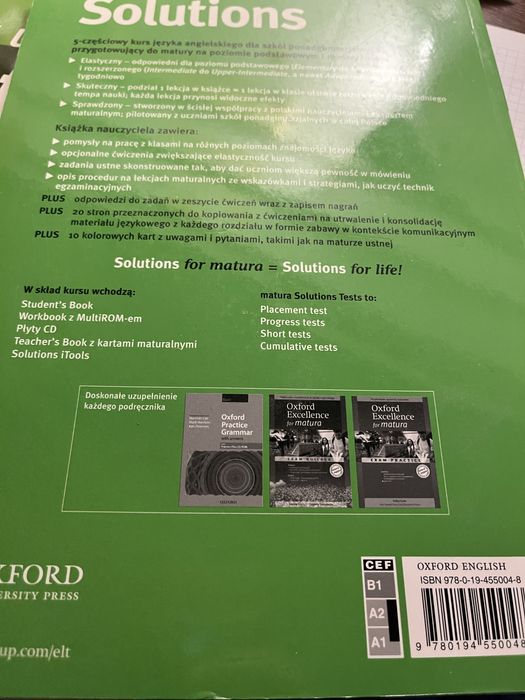 Solutions
5-częściowy kurs języka angielskiego dla szkół
przygotowujący do matury na poziomie podstawowym i
Elastyczny – odpowiedni dla poziomu podstawowego
i rozszerzonego (Intermediate do Upper-Intermediate, a nawet
tygodniowo
Skuteczny – podział 1 lekcja w książce = 1 lekcja w klasie
tempa nauki; każda lekcja przynosi widoczne efekty
Sprawdzony – stworzony w ścisłej współpracy z polskimi nauczycielami i
maturalnym; pilotowany z uczniami szkół ponadgimnazjalnych w całej Polsce
Książka nauczyciela zawiera:
pomysły na pracę z klasami na różnych poziomach znajomości języka
opcjonalne ćwiczenia zwiększające elastyczność kursu
zadania ustne skonstruowane tak, aby dać uczniom większą pewność w mówieniu
opis procedur na lekcjach maturalnych ze wskazówkami i strategiami, jak uczyć technik
egzaminacyjnych
PLUS odpowiedzi do zadań w zeszycie ćwiczeń wraz z zapisem nagrań
PLUS 20 stron przeznaczonych do kopiowania z ćwiczeniami na utrwalenie i konsolidację
materiału językowego z każdego rozdziału w formie zabawy w kontekście komunikacyjnym
PLUS 10 kolorowych kart z uwagami i pytaniami, takimi jak na maturze ustnej
Solutions for matura = Solutions for life!
W skład kursu wchodzą:
Student's Book
Workbook z MultiROM-em
Płyty CD
Teacher's Book z kartami maturalnymi
Solutions iTools
matura Solutions Tests to:
Placement test
Progress tests
Short tests
Cumulative tests
Doskonałe uzupełnienie
każdego podręcznika
Oxford
Practice
Grammar
Oxford
Excellence
for matura
EXAM BUILDER
Oxford
Excellence
for matura
EXAM PRACTICE
XFORD
ERSITY PRESS
up.com/elt
CEF
B1
A2
A1
OXFORD ENGLISH
ISBN 978-0-19-455004-8
9 780194 550048